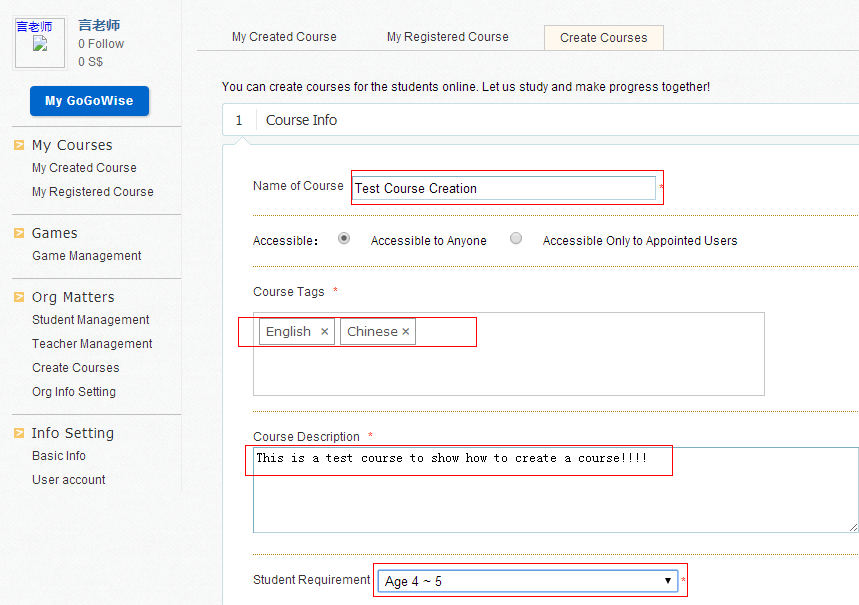 言老师
言老师
0 Follow
0 S$
My GoGoWise
My Courses
My Created Course
My Registered Course
Games
Game Management
Org Matters
Student Management
Teacher Management
Create Courses
Org Info Setting
Info Setting
Basic Info
User account
My Created Course My Registered Course Create Courses
You can create courses for the students online. Let us study and make progress together!
1 Course Info
Name of Course Test Course Creation *
Accessible: Accessible to Anyone Accessible Only to Appointed Users
Course Tags *
English × Chinese ×
Course Description *
This is a test course to show how to create a course!!!!
Student Requirement Age 4 ~ 5 *